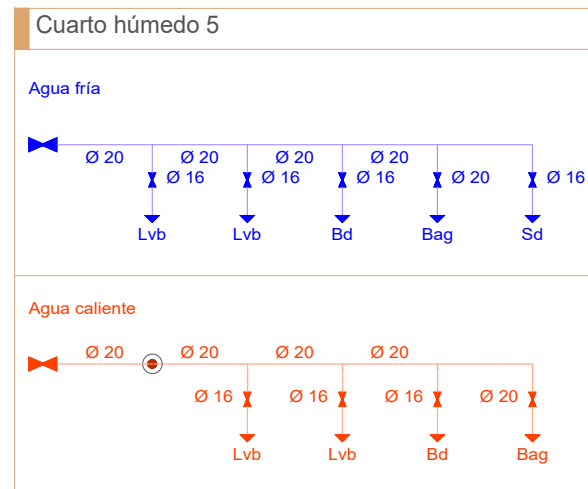 Cuarto húmedo 5
Agua fría
Ø 20 Ø 20 Ø 20 Ø 20
Ø 16 Ø 16 Ø 16 Ø 20 Ø 16
Lvb Lvb Bd Bag Sd
Agua caliente
Ø 20 Ø 20 Ø 20 Ø 20
Ø 16 Ø 16 Ø 16 Ø 20
Lvb Lvb Bd Bag